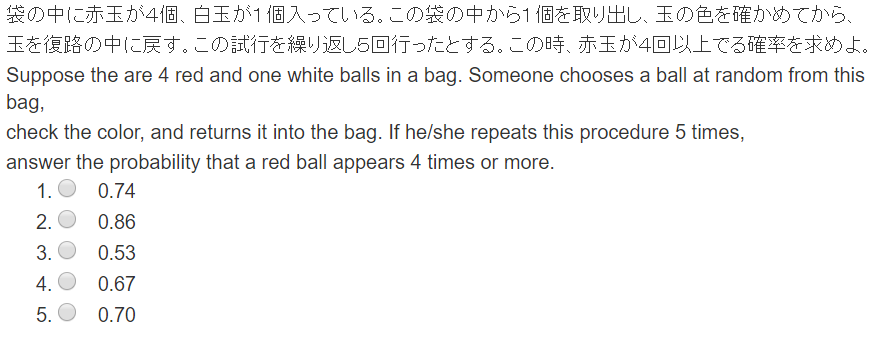 袋の中に赤玉が4個、白玉が1個入っている。この袋の中から1個を取り出し、玉の色を確かめてから、
玉を復路の中に戻す。この試行を繰り返し5回行ったとする。この時、赤玉が4回以上でる確率を求めよ。
Suppose the are 4 red and one white balls in a bag. Someone chooses a ball at random from this
bag,
check the color, and returns it into the bag. If he/she repeats this procedure 5 times,
answer the probability that a red ball appears 4 times or more.
1. 0.74
2. 0.86
3. 0.53
4. 0.67
5. 0.70